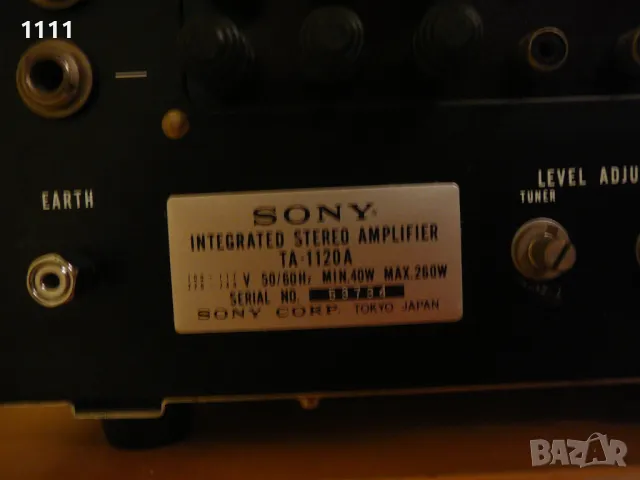 1111
EARTH
LEVEL ADJU
TUNER
SONY
INTEGRATED STEREO AMPLIFIER
TA-1120A
V 50/60Hz MIN.40W MAX.260W
SERIAL NO.
SONY CORP. TOKYO JAPAN
BAZAR